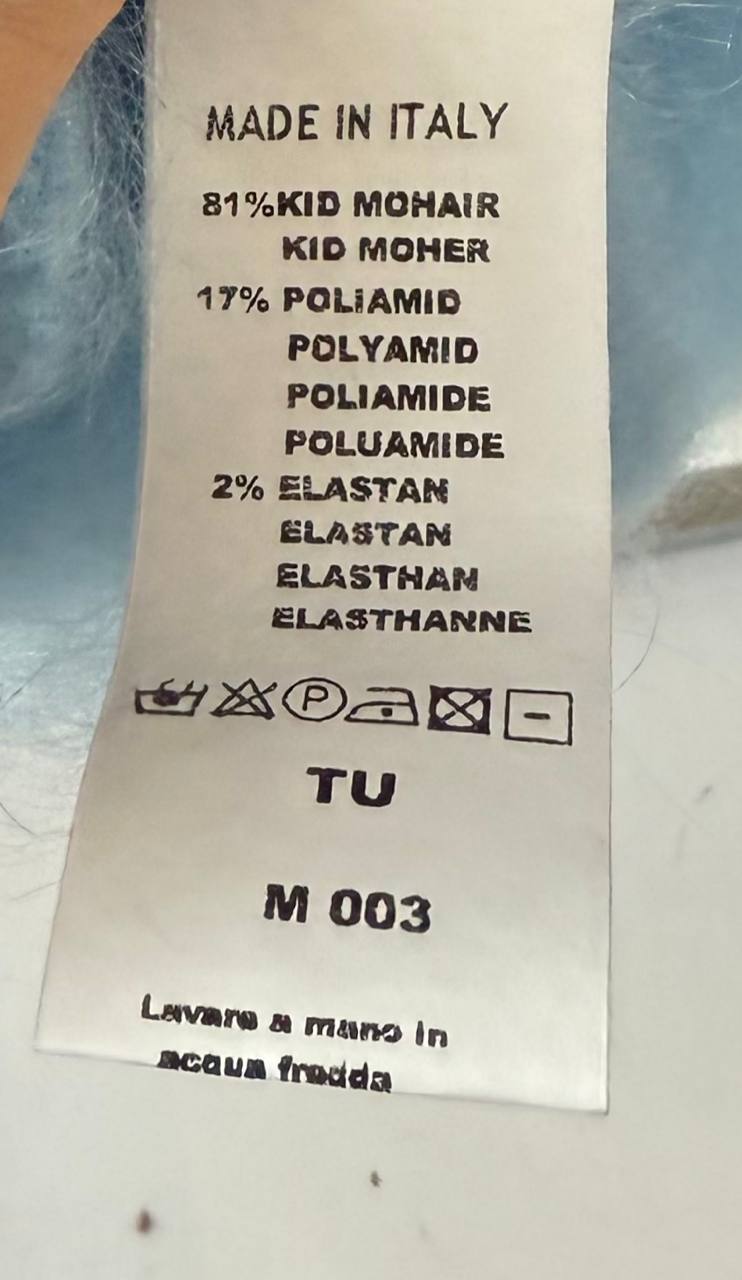 MADE IN ITALY
81%KID MOHAIR
KID MOHER
17% POLIAMID
POLYAMID
POLIAMIDE
POLUAMIDE
2% ELASTAN
ELASTAN
ELASTHAN
ELASTHANNE
P
TU
M 003
Lavare a mano in
acqua fredda